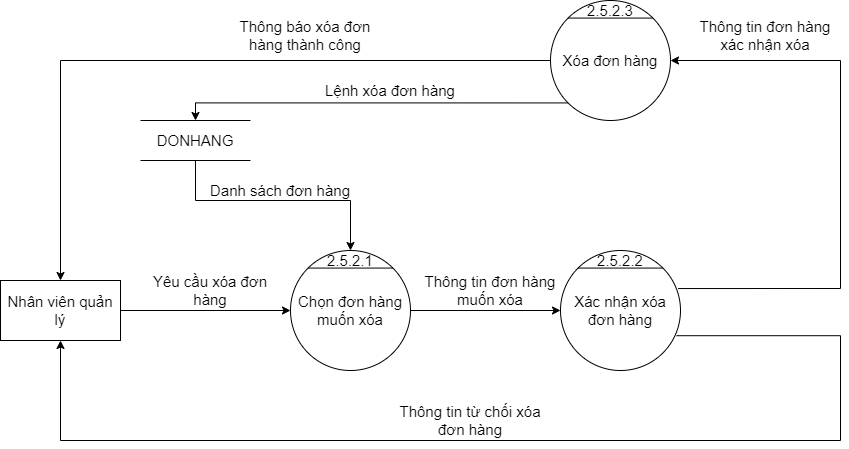 Thông báo xóa đơn
hàng thành công
2.5.2.3
Xóa đơn hàng
Thông tin đơn hàng
xác nhận xóa
Lệnh xóa đơn hàng
DONHANG
Danh sách đơn hàng
Nhân viên quản
lý
Yêu cầu xóa đơn
hàng
2.5.2.1
Chọn đơn hàng
muốn xóa
Thông tin đơn hàng
muốn xóa
2.5.2.2
Xác nhận xóa
đơn hàng
Thông tin từ chối xóa
đơn hàng